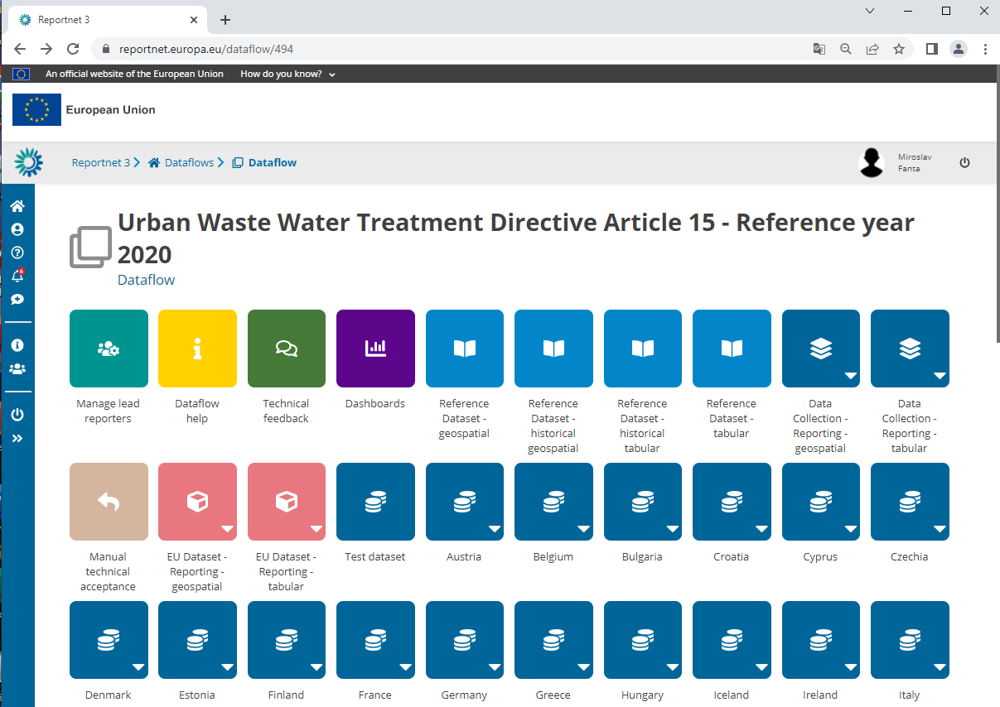 Reportnet 3
reportnet.europa.eu/dataflow/494
An official website of the European Union How do you know?
European Union
Reportnet 3 Dataflows Dataflow
Miroslav
Fanta
6
Urban Waste Water Treatment Directive Article 15 - Reference year
2020
Dataflow
Manage lead
reporters
Dataflow
help
Technical
feedback
Dashboards
Reference
Dataset -
geospatial
Reference
Dataset -
historical
geospatial
Reference
Dataset -
historical
tabular
Reference
Dataset -
tabular
Data
Collection -
Reporting -
geospatial
Data
Collection -
Reporting -
tabular
Manual
technical
acceptance
EU Dataset -
Reporting -
geospatial
EU Dataset -
Reporting -
tabular
Test dataset
Austria
Belgium
Bulgaria
Croatia
Cyprus
Czechia
Denmark
Estonia
Finland
France
Germany
Greece
Hungary
Iceland
Ireland
Italy